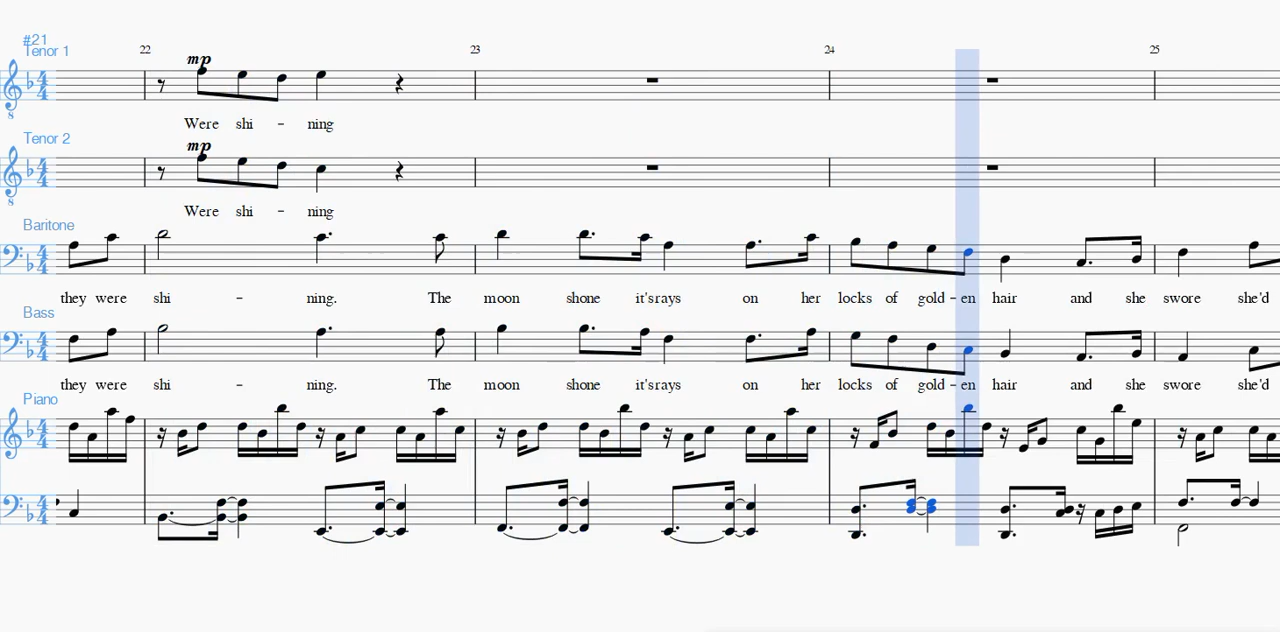 #21
Tenor 1
22
23
24
25
mp
Were shi - ning
Tenor 2
mp
Were shi - ning
Baritone
they were shi - ning. The moon shone it's rays on her locks of gold - en hair and she swore she'd
Bass
they were shi - ning. The moon shone it's rays on her locks of gold - en hair and she swore she'd
Piano